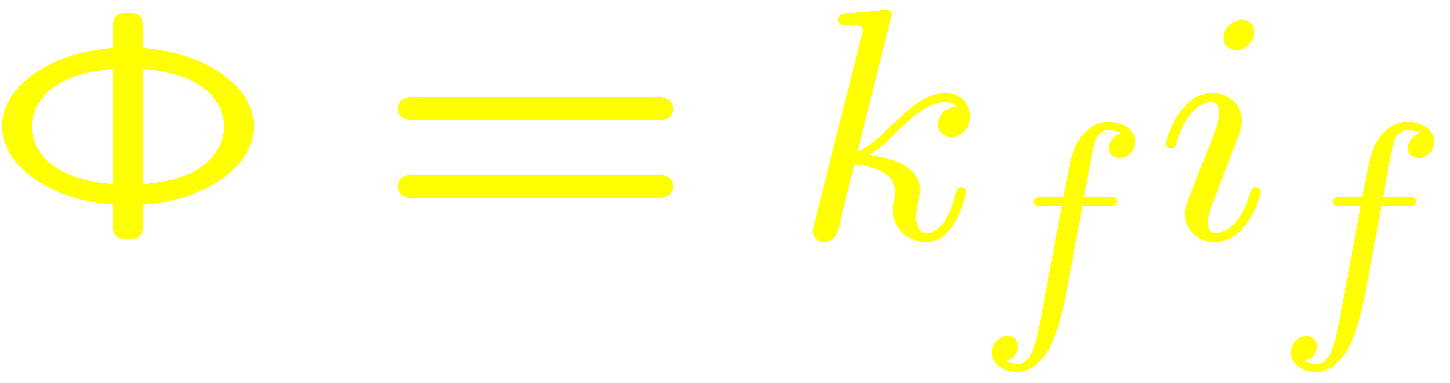 Φ = k_f i_f